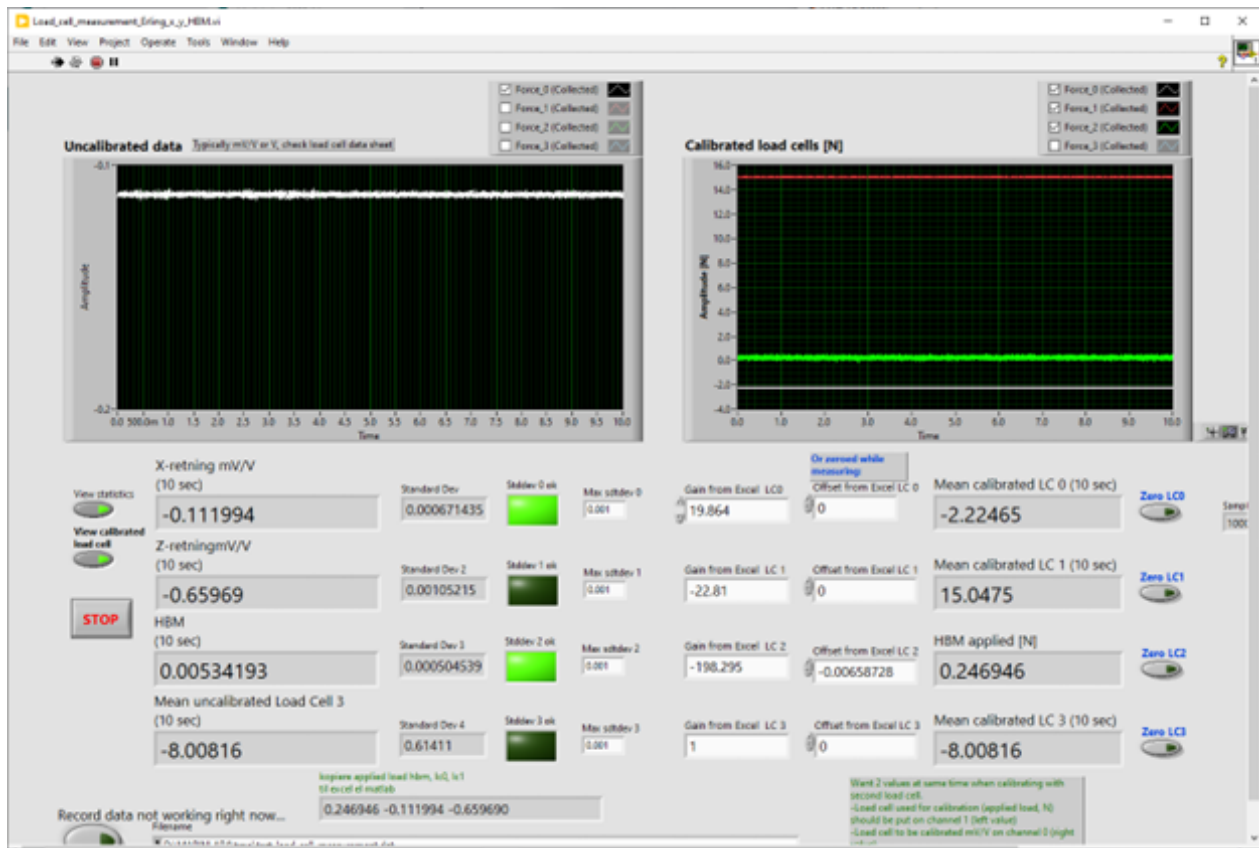 Load_cell_measurement_Erling_x_y_HBM.vi
File Edit View Project Operate Tools Window Help
Force_0 (Collected)
Force_1 (Collected)
Force_2 (Collected)
Force_3 (Collected)
Uncalibrated data
Typically mV/V or V, check load cell data sheet
-0.1
-0.2
Amplitude
0.0 500.0m 1.0 1.5 2.0 2.5 3.0 3.5 4.0 4.5 5.0 5.5 6.0 6.5 7.0 7.5 8.0 8.5 9.0 9.5 10.0
Time
Force_0 (Collected)
Force_1 (Collected)
Force_2 (Collected)
Force_3 (Collected)
Calibrated load cells [N]
16.0
14.0
12.0
10.0
8.0
6.0
4.0
2.0
0.0
-2.0
-4.0
Amplitude [N]
0.0 1.0 2.0 3.0 4.0 5.0 6.0 7.0 8.0 9.0 10.0
Time
View statistics
View calibrated
load cell
STOP
Or zeroed while
measuring:
X-retning mV/V
(10 sec)
-0.111994
Standard Dev
0.000671435
Stddev 0 ok
Max sdtdev 0
0.001
Gain from Excel LC0
19.864
Offset from Excel LC 0
0
Mean calibrated LC 0 (10 sec)
-2.22465
Zero LC0
Sampl
1000
Z-retningmV/V
(10 sec)
-0.65969
Standard Dev 2
0.00105215
Stddev 1 ok
Max sdtdev 1
0.001
Gain from Excel LC 1
-22.81
Offset from Excel LC 1
0
Mean calibrated LC 1 (10 sec)
15.0475
Zero LC1
HBM
(10 sec)
0.00534193
Standard Dev 3
0.000504539
Stddev 2 ok
Max sdtdev 2
0.001
Gain from Excel LC 2
-198.295
Offset from Excel LC 2
-0.00658728
HBM applied [N]
0.246946
Zero LC2
Mean uncalibrated Load Cell 3
(10 sec)
-8.00816
Standard Dev 4
0.61411
Stddev 3 ok
Max sdtdev 3
0.001
Gain from Excel LC 3
1
Offset from Excel LC 3
0
Mean calibrated LC 3 (10 sec)
-8.00816
Zero LC3
kopiere applied load hbm, lc0, lc1
til excel el matlab
0.246946 -0.111994 -0.659690
Want 2 values at same time when calibrating with
second load cell.
-Load cell used for calibration (applied load, N)
should be put on channel 1 (left value)
-Load cell to be calibrated mV/V on channel 0 (right
Record data not working right now...
Filename